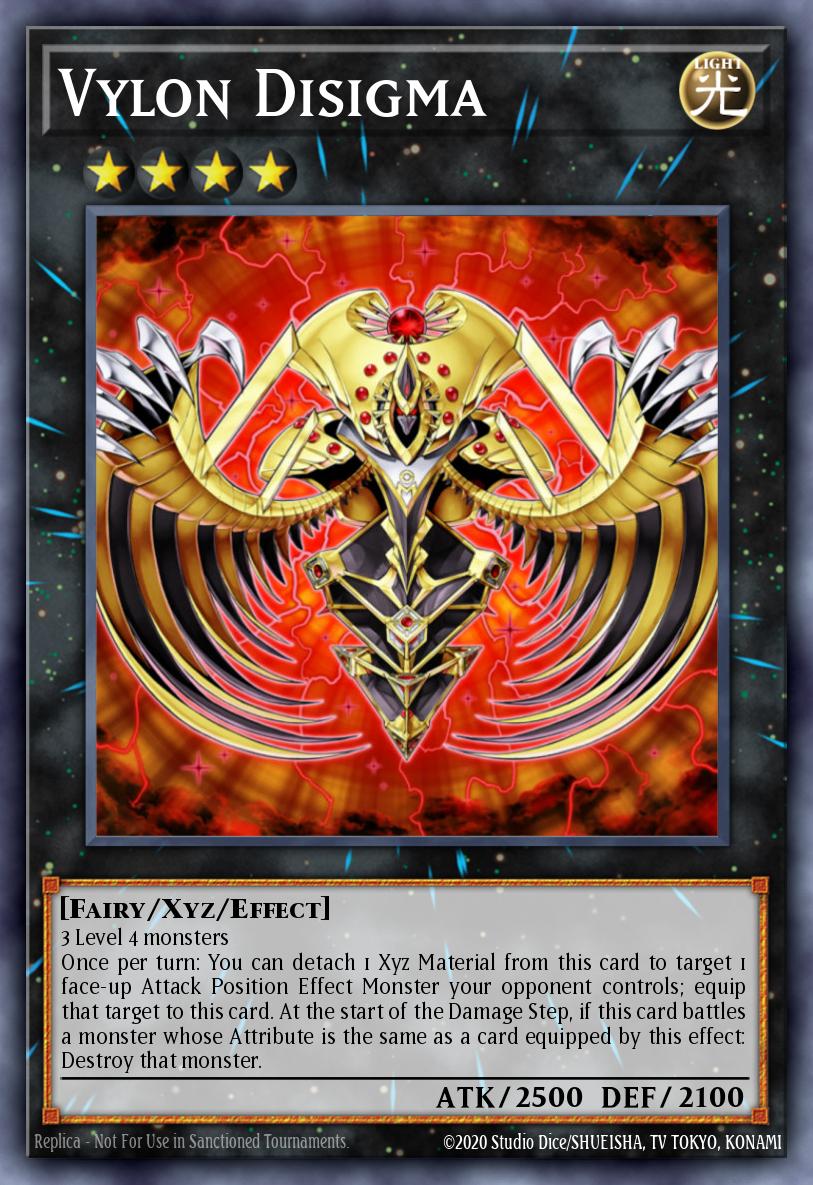 Vylon Disigma
LIGHT
光
[Fairy/Xyz/Effect]
3 Level 4 monsters
Once per turn: You can detach 1 Xyz Material from this card to target 1
face-up Attack Position Effect Monster your opponent controls; equip
that target to this card. At the start of the Damage Step, if this card battles
a monster whose Attribute is the same as a card equipped by this effect:
Destroy that monster.
ATK/2500 DEF/2100
Replica - Not For Use in Sanctioned Tournaments.
©2020 Studio Dice/SHUEISHA, TV TOKYO, KONAMI